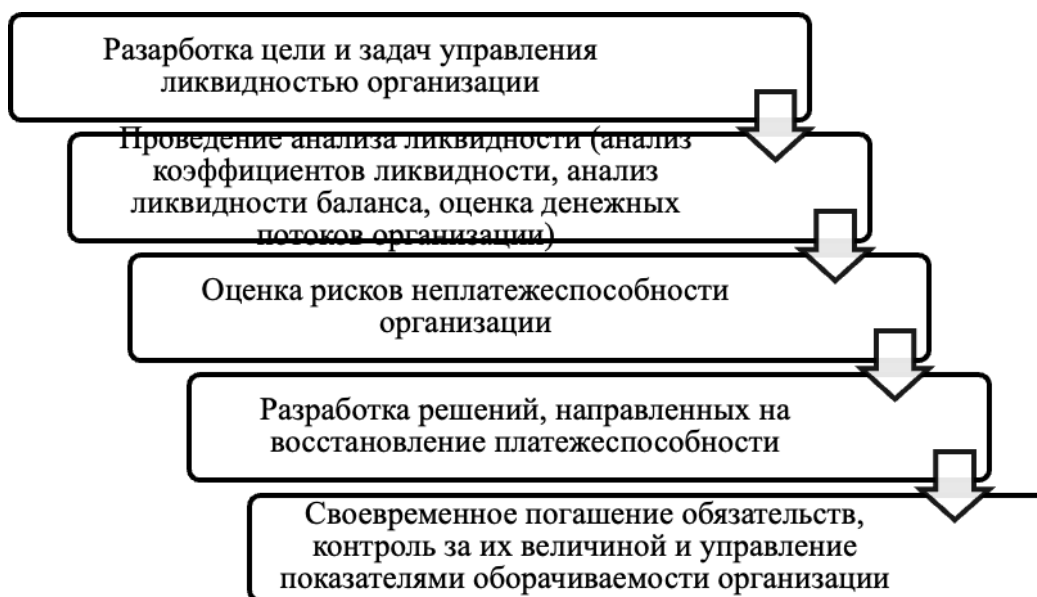 Разарботка цели и задач управления
ликвидностью организации
Проведение анализа ликвидности (анализ
коэффициентов ликвидности, анализ
ликвидности баланса, оценка денежных
потоков организации)
Оценка рисков неплатежеспособности
организации
Разработка решений, направленных на
восстановление платежеспособности
Своевременное погашение обязательств,
контроль за их величиной и управление
показателями оборачиваемости организации